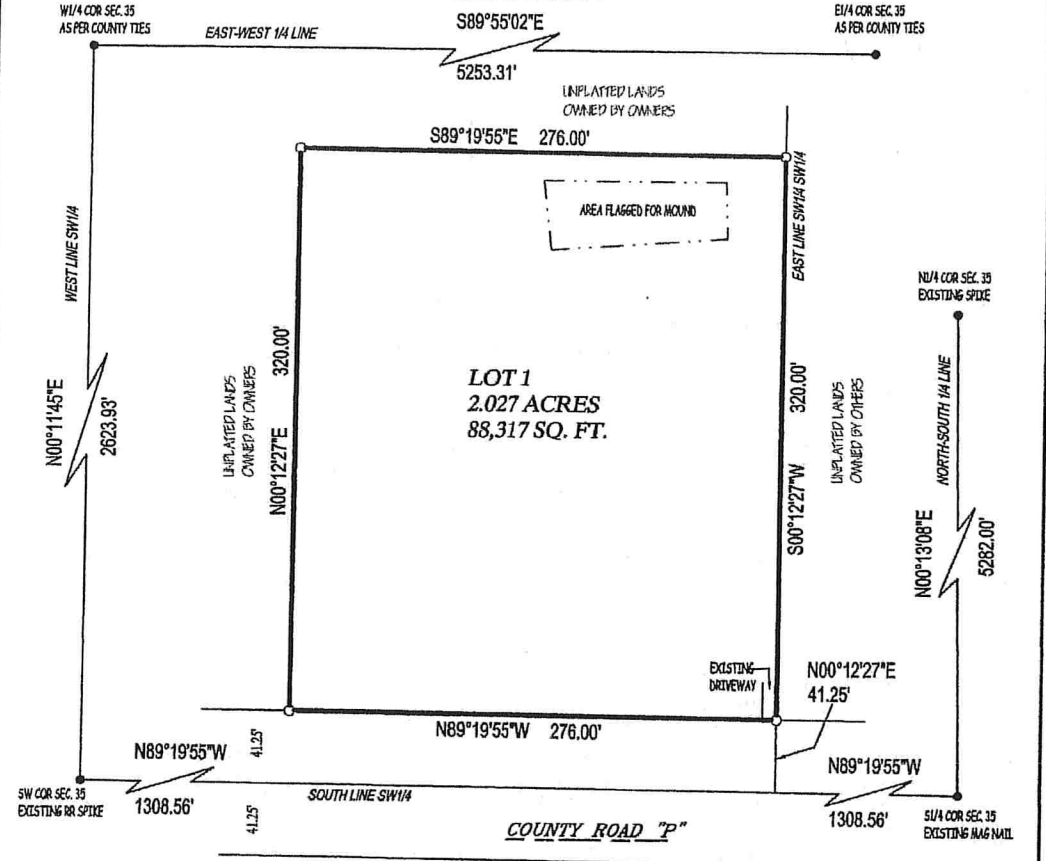 W1/4 COR SEC. 35
AS PER COUNTY TIES
EAST-WEST 1/4 LINE
S89°55'02"E
5253.31'
E1/4 COR SEC. 35
AS PER COUNTY TIES
UNPLATTED LANDS
OWNED BY OWNERS
S89°19'55"E 276.00'
AREA FLAGGED FOR MOUND
WEST LINE SW1/4
EAST LINE SW1/4 SW1/4
N1/4 COR SEC. 35
EXISTING SPIKE
N00°11'45"E
2623.93'
UNPLATTED LANDS
OWNED BY OWNERS
N00°12'27"E 320.00'
LOT 1
2.027 ACRES
88,317 SQ. FT.
S00°12'27"W 320.00'
UNPLATTED LANDS
OWNED BY OTHERS
NORTH-SOUTH 1/4 LINE
N00°13'08"E
5282.00'
EXISTING
DRIVEWAY
N00°12'27"E
41.25'
N89°19'55"W 276.00'
N89°19'55"W
1308.56'
41.25'
41.25'
SW COR SEC. 35
EXISTING RR SPIKE
SOUTH LINE SW1/4
COUNTY ROAD "P"
N89°19'55"W
1308.56'
S1/4 COR SEC. 35
EXISTING MAG NAIL